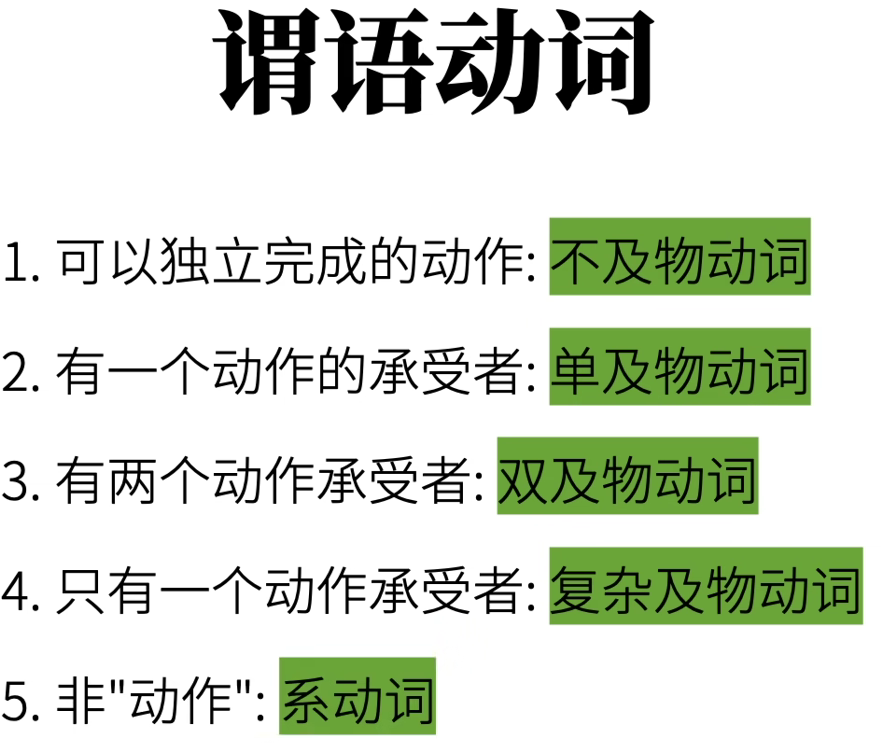 谓语动词
1. 可以独立完成的动作: 不及物动词
2. 有一个动作的承受者: 单及物动词
3. 有两个动作承受者: 双及物动词
4. 只有一个动作承受者: 复杂及物动词
5. 非"动作": 系动词